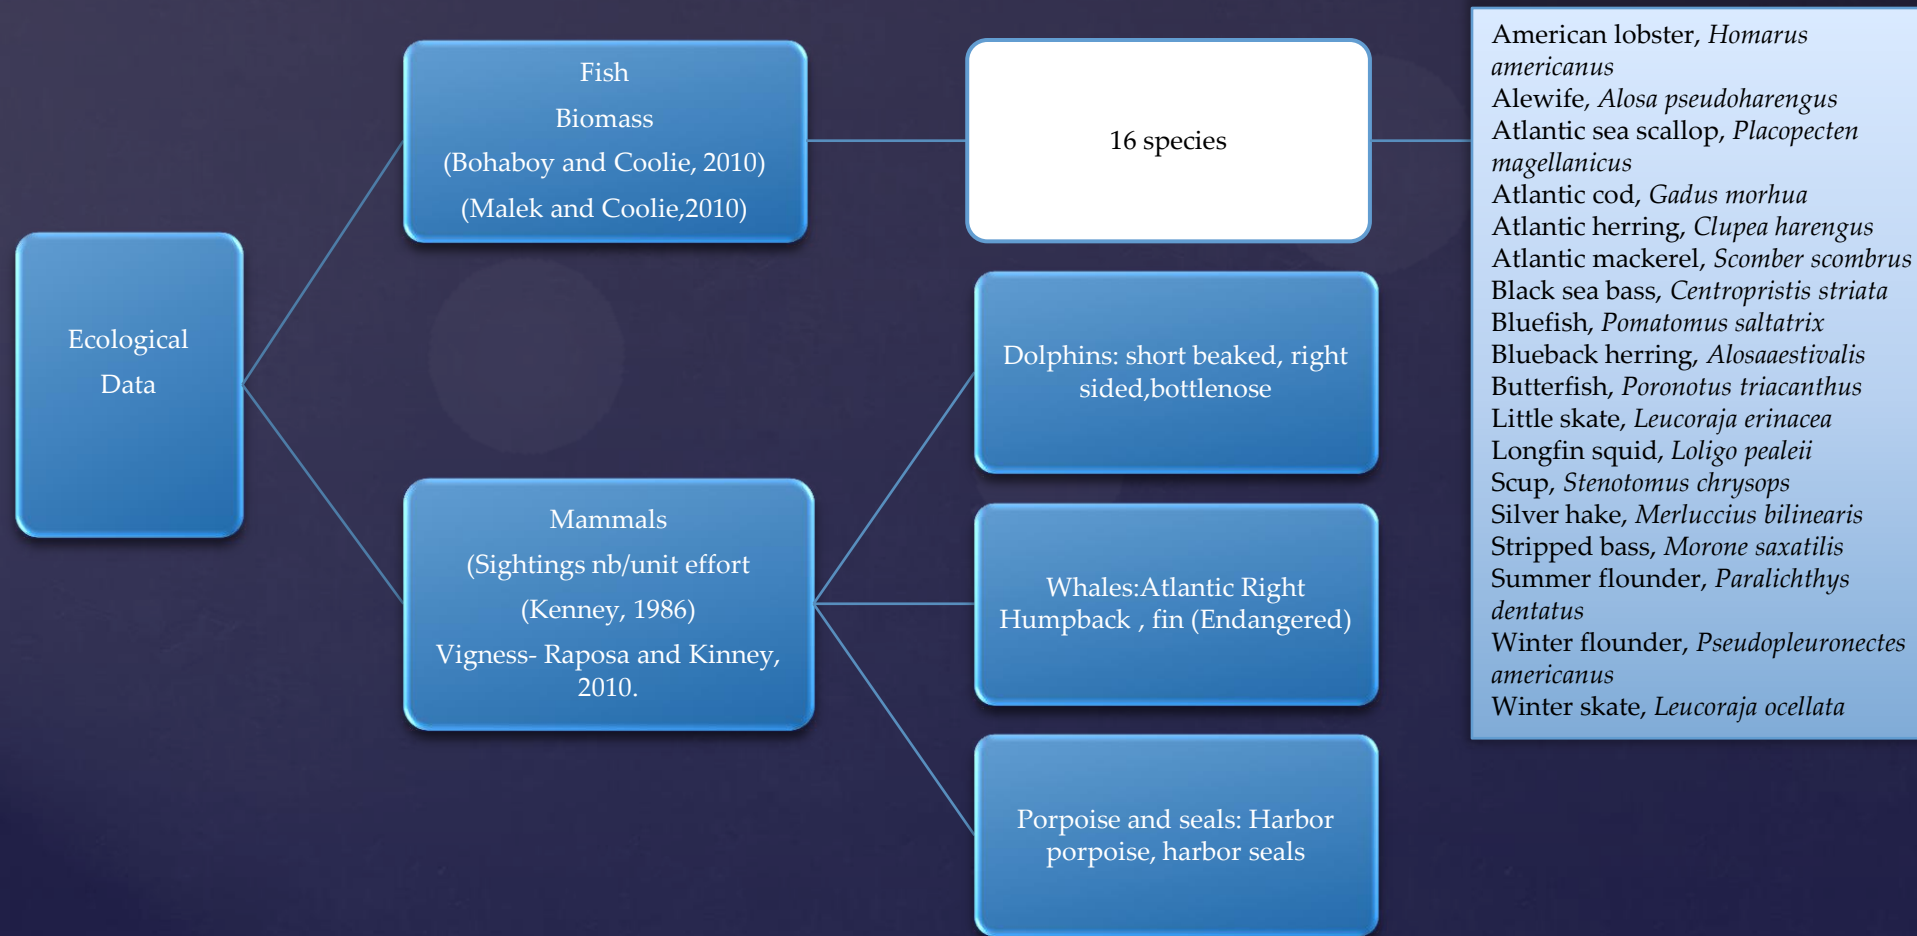 Ecological
Data
Fish
Biomass
(Bohaboy and Coolie, 2010)
(Malek and Coolie,2010)
Mammals
(Sightings nb/unit effort
(Kenney, 1986)
Vigness- Raposa and Kinney,
2010.
16 species
Dolphins: short beaked, right
sided,bottlenose
Whales:Atlantic Right
Humpback , fin (Endangered)
Porpoise and seals: Harbor
porpoise, harbor seals
American lobster, Homarus
americanus
Alewife, Alosa pseudoharengus
Atlantic sea scallop, Placopecten
magellanicus
Atlantic cod, Gadus morhua
Atlantic herring, Clupea harengus
Atlantic mackerel, Scomber scombrus
Black sea bass, Centropristis striata
Bluefish, Pomatomus saltatrix
Blueback herring, Alosaaestivalis
Butterfish, Poronotus triacanthus
Little skate, Leucoraja erinacea
Longfin squid, Loligo pealeii
Scup, Stenotomus chrysops
Silver hake, Merluccius bilinearis
Stripped bass, Morone saxatilis
Summer flounder, Paralichthys
dentatus
Winter flounder, Pseudopleuronectes
americanus
Winter skate, Leucoraja ocellata